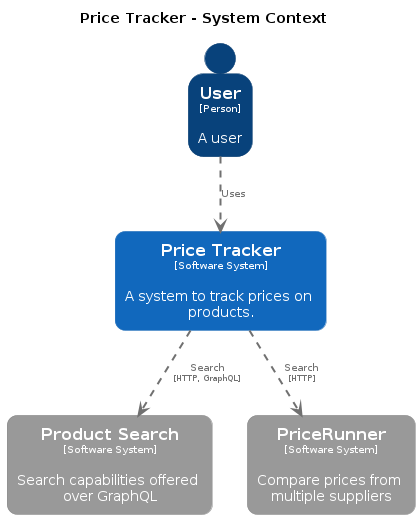 Price Tracker - System Context
User
[Person]
A user
Uses
Price Tracker
[Software System]
A system to track prices on
products.
Search
[HTTP, GraphQL]
Search
[HTTP]
Product Search
[Software System]
Search capabilities offered
over GraphQL
PriceRunner
[Software System]
Compare prices from
multiple suppliers